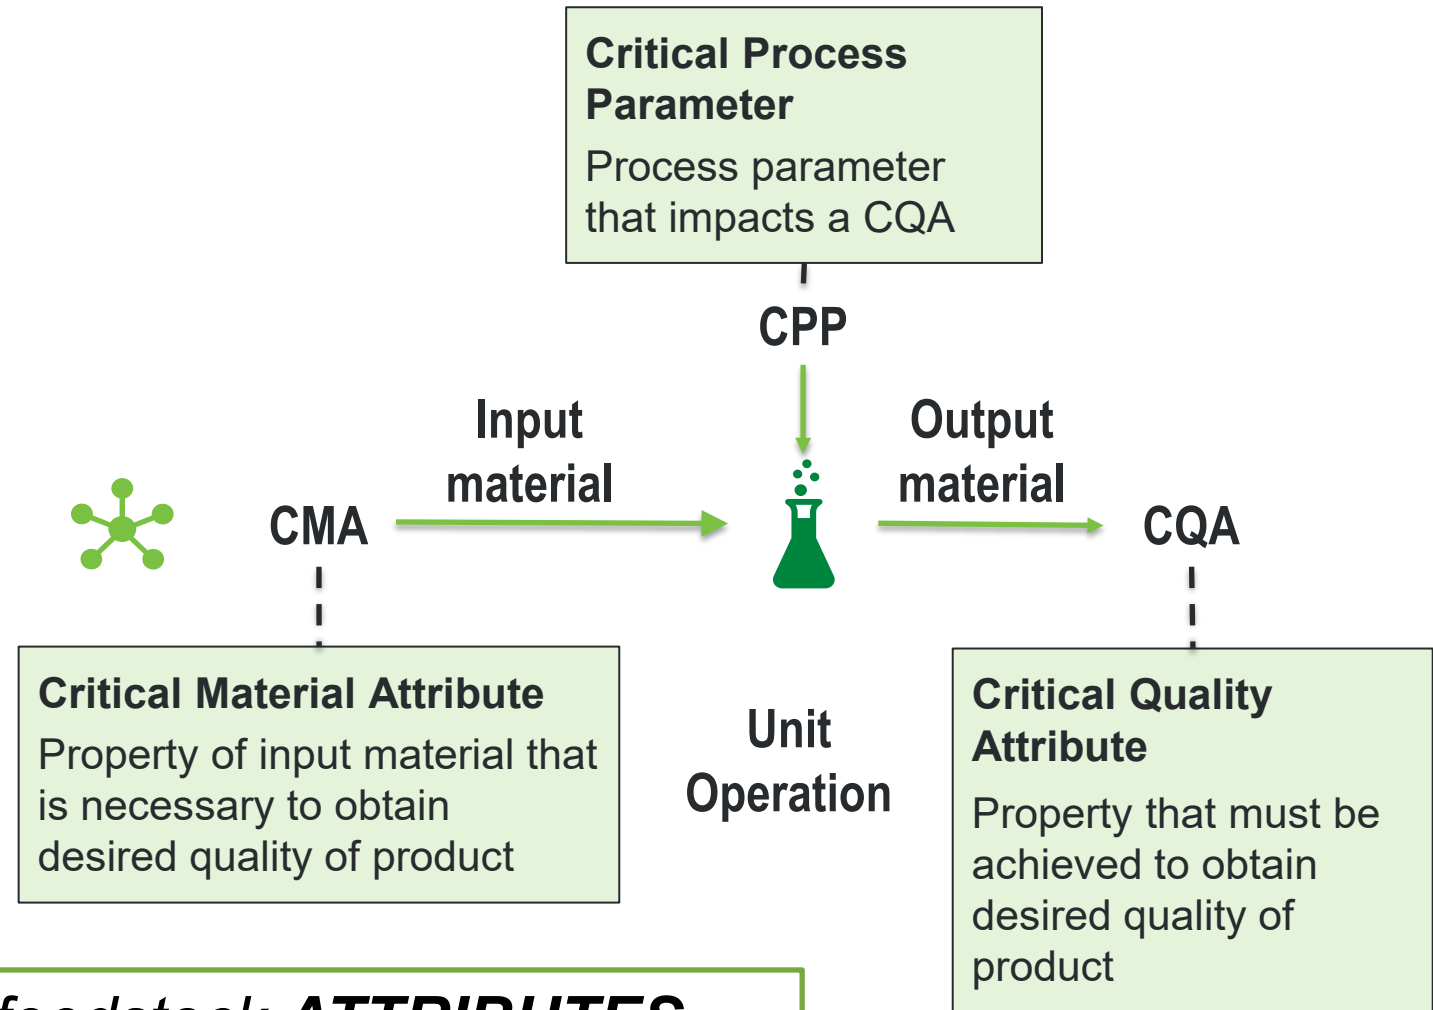 Critical Process
Parameter
Process parameter
that impacts a CQA
CPP
Input
material
Output
material
CMA
CQA
Critical Material Attribute
Property of input material that
is necessary to obtain
desired quality of product
Unit
Operation
Critical Quality
Attribute
Property that must be
achieved to obtain
desired quality of
product
feedstock ATTRIBUTES